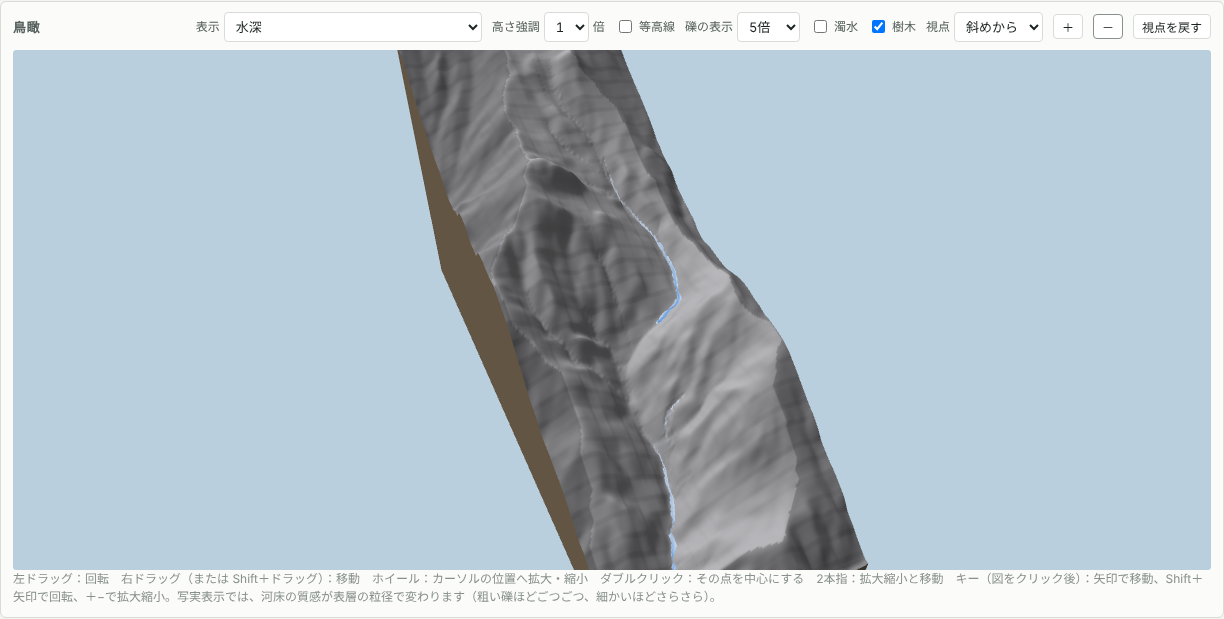 鳥瞰 表示 水深 高さ強調 1 倍 等高線 礫の表示 5倍 濁水 樹木 視点 斜めから ＋ － 視点を戻す
左ドラッグ：回転　右ドラッグ（または Shift＋ドラッグ）：移動　ホイール：カーソルの位置へ拡大・縮小　ダブルクリック：その点を中心にする　2本指：拡大縮小と移動　キー（図をクリック後）：矢印で移動、Shift＋
矢印で回転、＋−で拡大縮小。写実表示では、河床の質感が表層の粒径で変わります（粗い礫ほどごつごつ、細かいほどさらさら）。